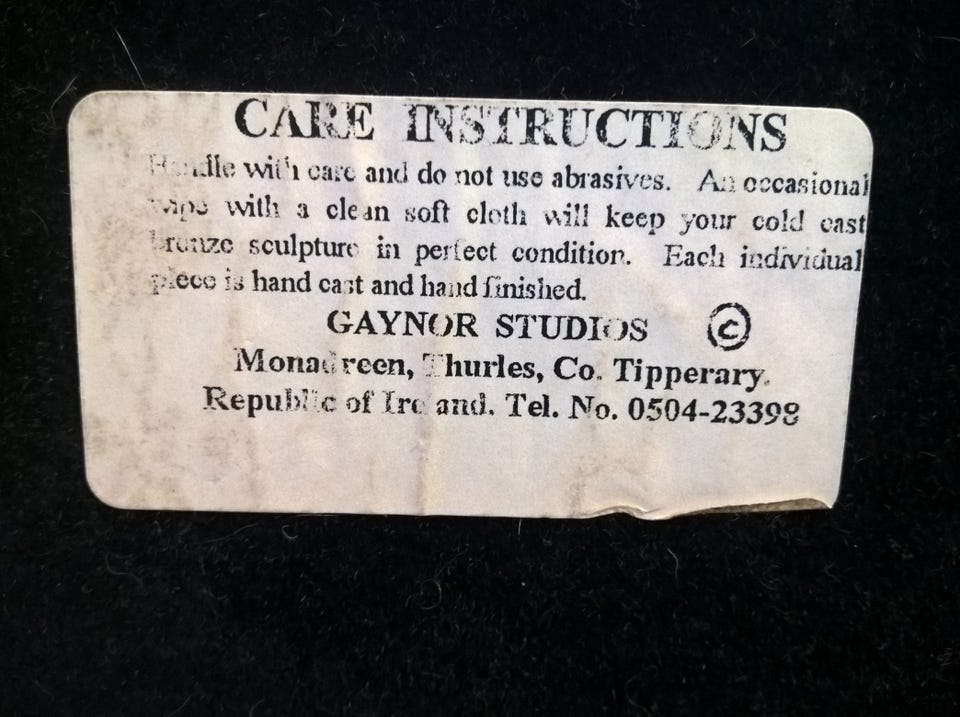 CARE INSTRUCTIONS
Handle with care and do not use abrasives. An occasional
wipe with a clean soft cloth will keep your cold cast
bronze sculpture in perfect condition. Each individual
piece is hand cast and hand finished.
GAYNOR STUDIOS ©
Monadreen, Thurles, Co. Tipperary.
Republic of Ireland. Tel. No. 0504-23398